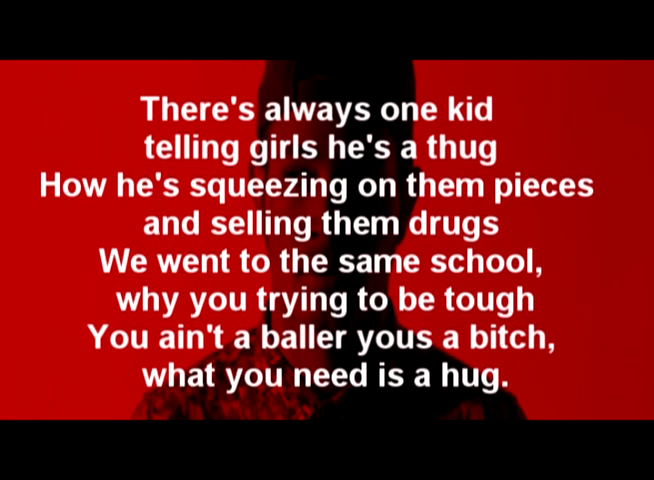 There's always one kid
telling girls he's a thug
How he's squeezing on them pieces
and selling them drugs
We went to the same school,
why you trying to be tough
You ain't a baller yous a bitch,
what you need is a hug.